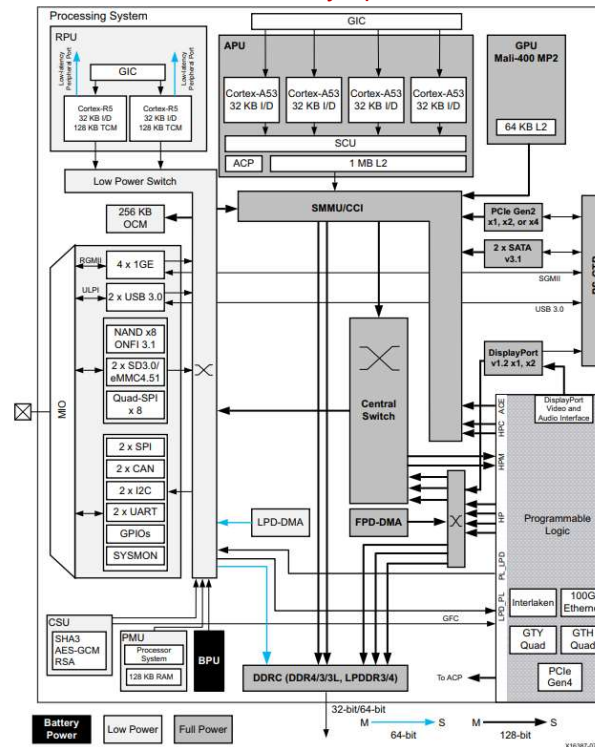 Processing System
RPU
Low-latency
Peripheral Port
Low-latency
Peripheral Port
GIC
Cortex-R5
32 KB I/D
128 KB TCM
Cortex-R5
32 KB I/D
128 KB TCM
GIC
APU
Cortex-A53
32 KB I/D
Cortex-A53
32 KB I/D
Cortex-A53
32 KB I/D
Cortex-A53
32 KB I/D
SCU
ACP
1 MB L2
GPU
Mali-400 MP2
64 KB L2
Low Power Switch
256 KB
OCM
SMMU/CCI
PCIe Gen2
x1, x2, or x4
2 x SATA
v3.1
SGMII
USB 3.0
RGMII
4 x 1GE
ULPI
2 x USB 3.0
MIO
NAND x8
ONFI 3.1
2 x SD3.0/
eMMC4.51
Quad-SPI
x 8
2 x SPI
2 x CAN
2 x I2C
2 x UART
GPIOs
SYSMON
Central
Switch
DisplayPort
v1.2 x1, x2
DisplayPort
Video and
Audio Interface
ACE
HPC
HPM
HP
PL_LPD
LPD_PL
LPD-DMA
FPD-DMA
Programmable
Logic
Interlaken
100G
GTY
Quad
GTH
Quad
PCIe
Gen4
GFC
To ACP
CSU
SHA3
AES-GCM
RSA
PMU
Processor
System
128 KB RAM
BPU
DDRC (DDR4/3/3L, LPDDR3/4)
32-bit/64-bit
Battery
Power
Low Power
Full Power
M S
64-bit
M S
128-bit